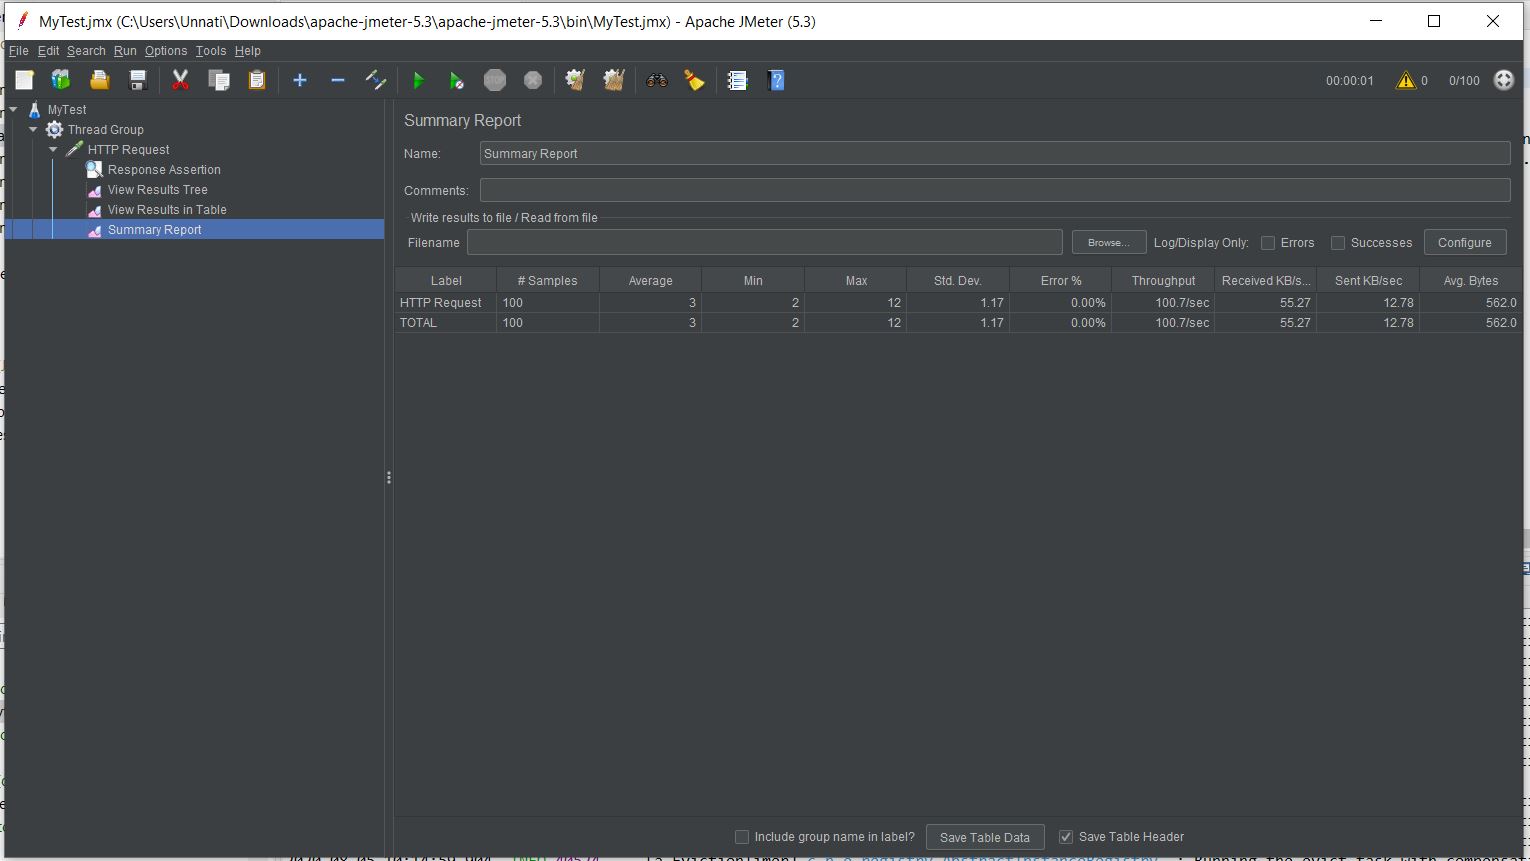 MyTest.jmx (C:\Users\Unnati\Downloads\apache-jmeter-5.3\apache-jmeter-5.3\bin\MyTest.jmx) - Apache JMeter (5.3)
File Edit Search Run Options Tools Help
00:00:01 0 0/100
MyTest
Thread Group
HTTP Request
Response Assertion
View Results Tree
View Results in Table
Summary Report
Summary Report
Name: Summary Report
Comments:
Write results to file / Read from file
Filename Browse... Log/Display Only: Errors Successes Configure
Label # Samples Average Min Max Std. Dev. Error % Throughput Received KB/s... Sent KB/sec Avg. Bytes
HTTP Request 100 3 2 12 1.17 0.00% 100.7/sec 55.27 12.78 562.0
TOTAL 100 3 2 12 1.17 0.00% 100.7/sec 55.27 12.78 562.0
Include group name in label? Save Table Data Save Table Header